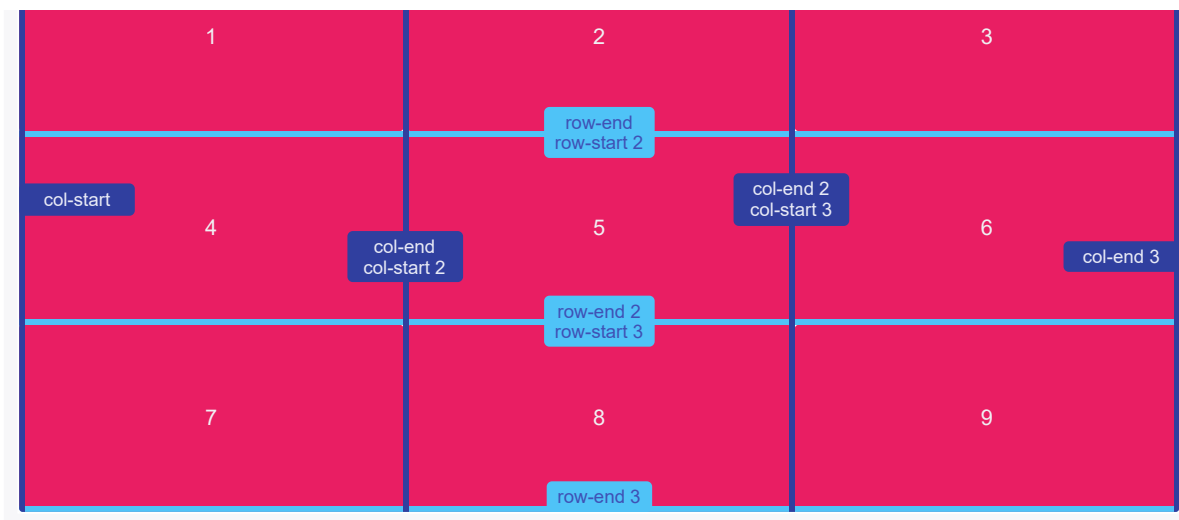 1
2
3
row-end
row-start 2
col-start
4
col-end
col-start 2
5
col-end 2
col-start 3
6
col-end 3
row-end 2
row-start 3
7
8
9
row-end 3